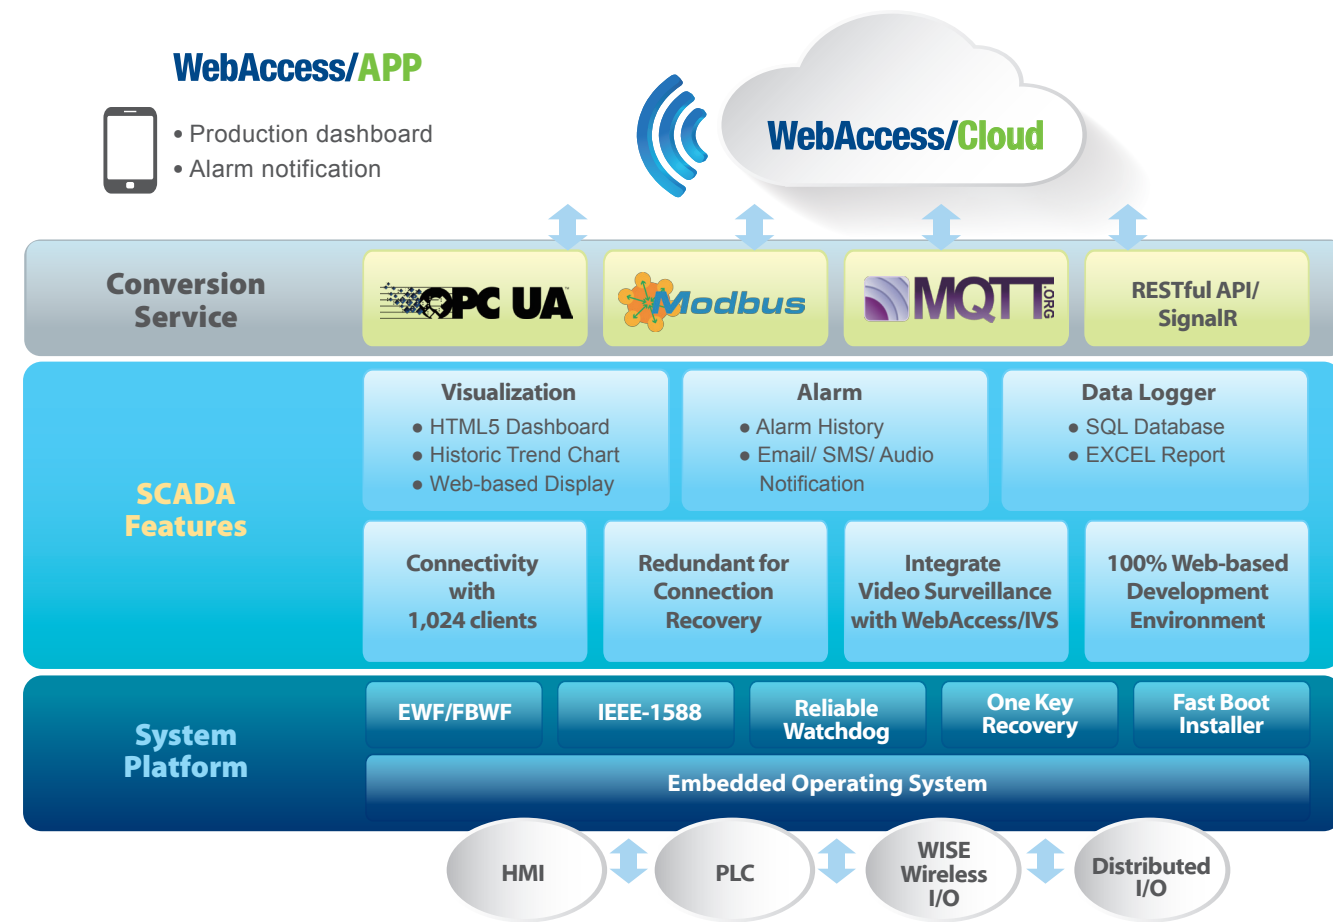 WebAccess/APP
• Production dashboard
• Alarm notification
WebAccess/Cloud
Conversion
Service
OPC UA™
Modbus
MQTT.ORG
RESTful API/
SignalR
SCADA
Features
Visualization
● HTML5 Dashboard
● Historic Trend Chart
● Web-based Display
Alarm
● Alarm History
● Email/ SMS/ Audio
Notification
Data Logger
● SQL Database
● EXCEL Report
Connectivity
with
1,024 clients
Redundant for
Connection
Recovery
Integrate
Video Surveillance
with WebAccess/IVS
100% Web-based
Development
Environment
System
Platform
EWF/FBWF
IEEE-1588
Reliable
Watchdog
One Key
Recovery
Fast Boot
Installer
Embedded Operating System
HMI
PLC
WISE
Wireless
I/O
Distributed
I/O